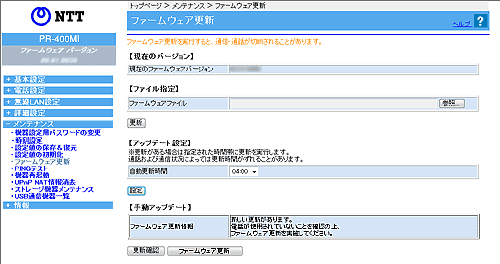 NTT
PR-400MI
ファームウェア バージョン
+ 基本設定
+ 電話設定
+ 無線LAN設定
+ 詳細設定
− メンテナンス
・機器設定用パスワードの変更
・時刻設定
・設定値の保存＆復元
・設定値の初期化
・ファームウェア更新
・PINGテスト
・機器再起動
・UPnP NAT情報消去
・ストレージ機器メンテナンス
・USB通信機器一覧
+ 情報
トップページ ＞ メンテナンス ＞ ファームウェア更新
ファームウェア更新
ヘルプ ?
ファームウェア更新を実行すると、通信・通話が切断されることがあります。
【現在のバージョン】
現在のファームウェアバージョン
【ファイル指定】
ファームウェアファイル
参照...
更新
【アップデート設定】
※更新がある場合は指定された時間帯に更新を実行します。
通話および通信状況によっては更新時間がずれることがあります。
自動更新時間 04:00
設定
【手動アップデート】
ファームウェア更新情報
新しい更新があります。
電話が使用されていないことを確認の上、
ファームウェア更新を実施してください。
更新確認 ファームウェア更新